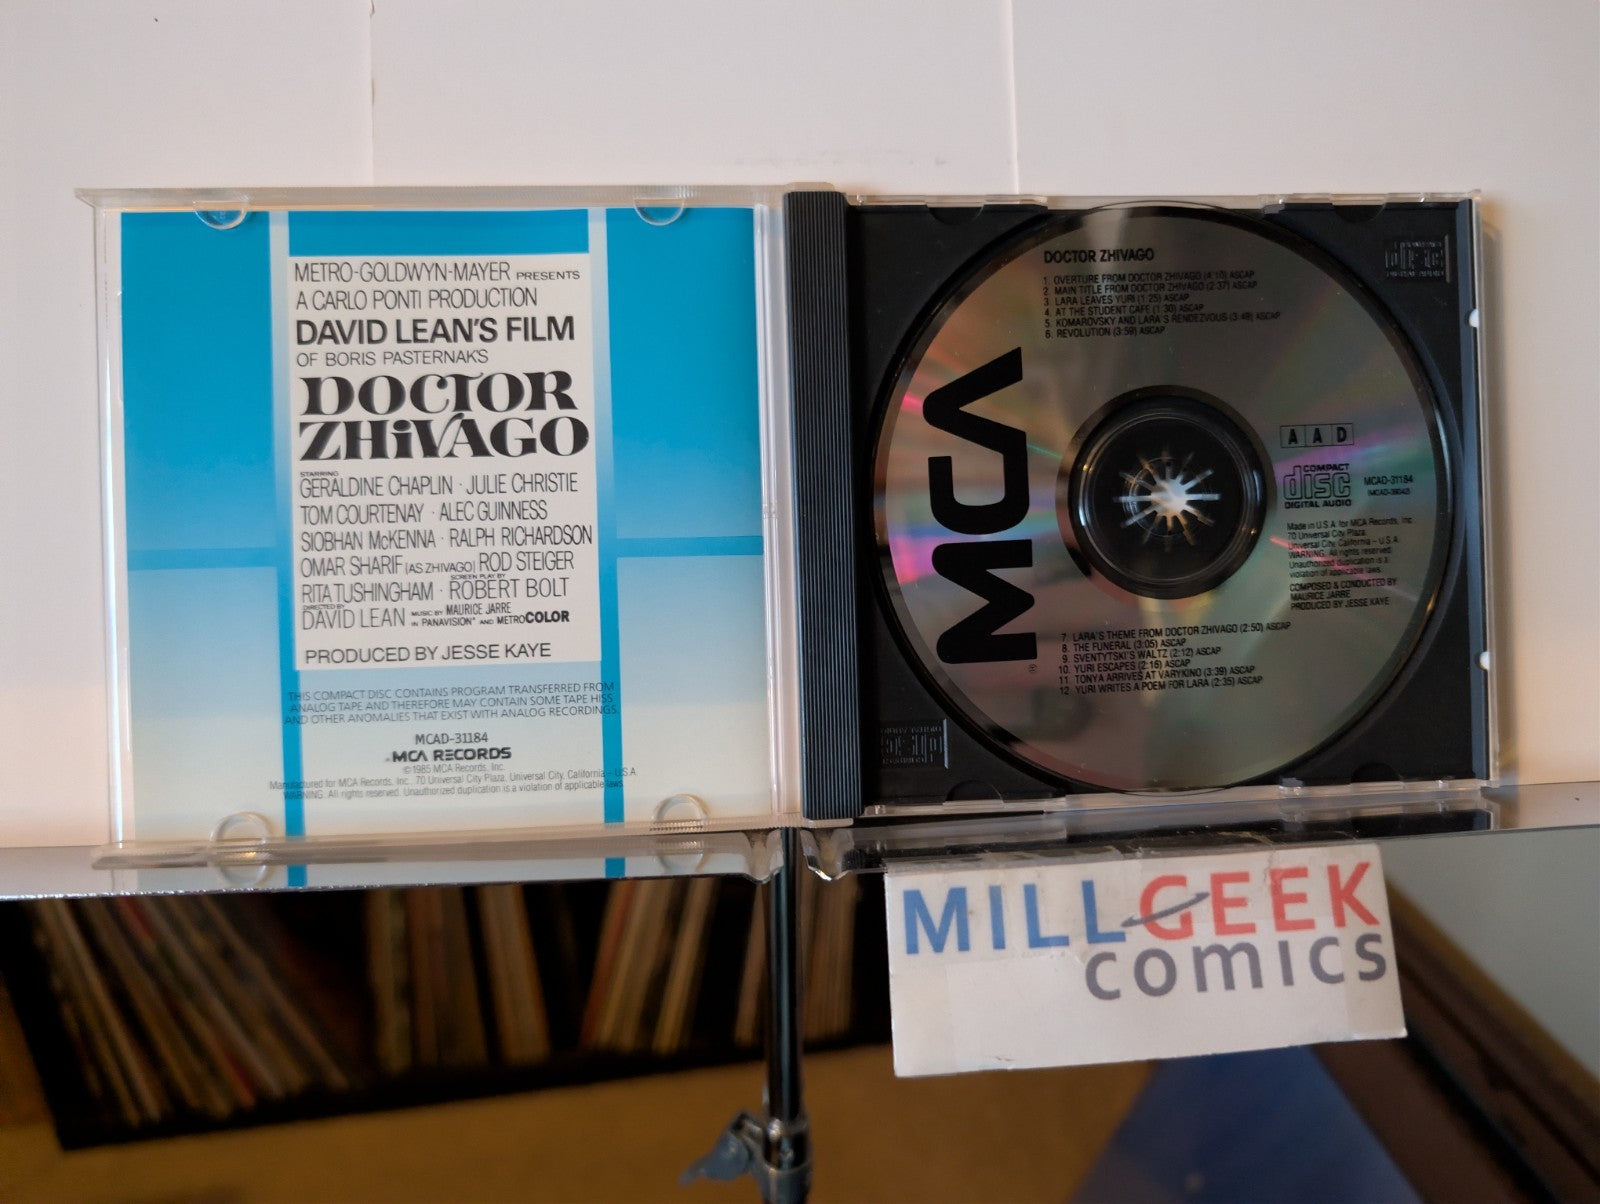 METRO-GOLDWYN-MAYER PRESENTS
A CARLO PONTI PRODUCTION
DAVID LEAN'S FILM
OF BORIS PASTERNAK'S
DOCTOR
ZHiVAGO
STARRING
GERALDINE CHAPLIN · JULIE CHRISTIE
TOM COURTENAY · ALEC GUINNESS
SIOBHAN McKENNA · RALPH RICHARDSON
OMAR SHARIF (AS ZHIVAGO) ROD STEIGER
RITA TUSHINGHAM · SCREEN PLAY BY ROBERT BOLT
DIRECTED BY DAVID LEAN MUSIC BY MAURICE JARRE
IN PANAVISION® AND METROCOLOR
PRODUCED BY JESSE KAYE
THIS COMPACT DISC CONTAINS PROGRAM TRANSFERRED FROM
ANALOG TAPE AND THEREFORE MAY CONTAIN SOME TAPE HISS
AND OTHER ANOMALIES THAT EXIST WITH ANALOG RECORDINGS.
MCAD-31184
MCA RECORDS
©1985 MCA Records, Inc.
Manufactured for MCA Records, Inc., 70 Universal City Plaza, Universal City, California – U.S.A.
WARNING: All rights reserved. Unauthorized duplication is a violation of applicable laws.
DOCTOR ZHIVAGO
1. OVERTURE FROM DOCTOR ZHIVAGO (4:10) ASCAP
2. MAIN TITLE FROM DOCTOR ZHIVAGO (2:37) ASCAP
3. LARA LEAVES YURI (1:25) ASCAP
4. AT THE STUDENT CAFE (1:30) ASCAP
5. KOMAROVSKY AND LARA'S RENDEZVOUS (3:49) ASCAP
6. REVOLUTION (3:59) ASCAP
MCA
®
AAD
COMPACT
disc
DIGITAL AUDIO
MCAD-31184
(MCAD-39042)
Made in U.S.A. for MCA Records, Inc.
70 Universal City Plaza,
Universal City, California – U.S.A.
WARNING: All rights reserved.
Unauthorized duplication is a
violation of applicable laws.
COMPOSED & CONDUCTED BY
MAURICE JARRE
PRODUCED BY JESSE KAYE
7. LARA'S THEME FROM DOCTOR ZHIVAGO (2:50) ASCAP
8. THE FUNERAL (3:05) ASCAP
9. SVENTYTSKI'S WALTZ (2:12) ASCAP
10. YURI ESCAPES (2:16) ASCAP
11. TONYA ARRIVES AT VARYKINO (3:39) ASCAP
12. YURI WRITES A POEM FOR LARA (2:35) ASCAP
COMPACT
disc
DIGITAL AUDIO
COMPACT
disc
DIGITAL AUDIO
MILLGEEK
comics